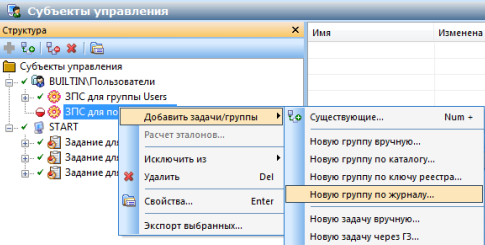 Субъекты управления
Структура
Имя
Изменена
Субъекты управления
BUILTIN\Пользователи
ЗПС для группы Users
ЗПС для по
START
Задание для
Задание для
Задание для
Добавить задачи/группы
Расчет эталонов...
Исключить из
Удалить Del
Свойства... Enter
Экспорт выбранных...
Существующие... Num +
Новую группу вручную...
Новую группу по каталогу...
Новую группу по ключу реестра...
Новую группу по журналу...
Новую задачу вручную...
Новую задачу через ГЗ...